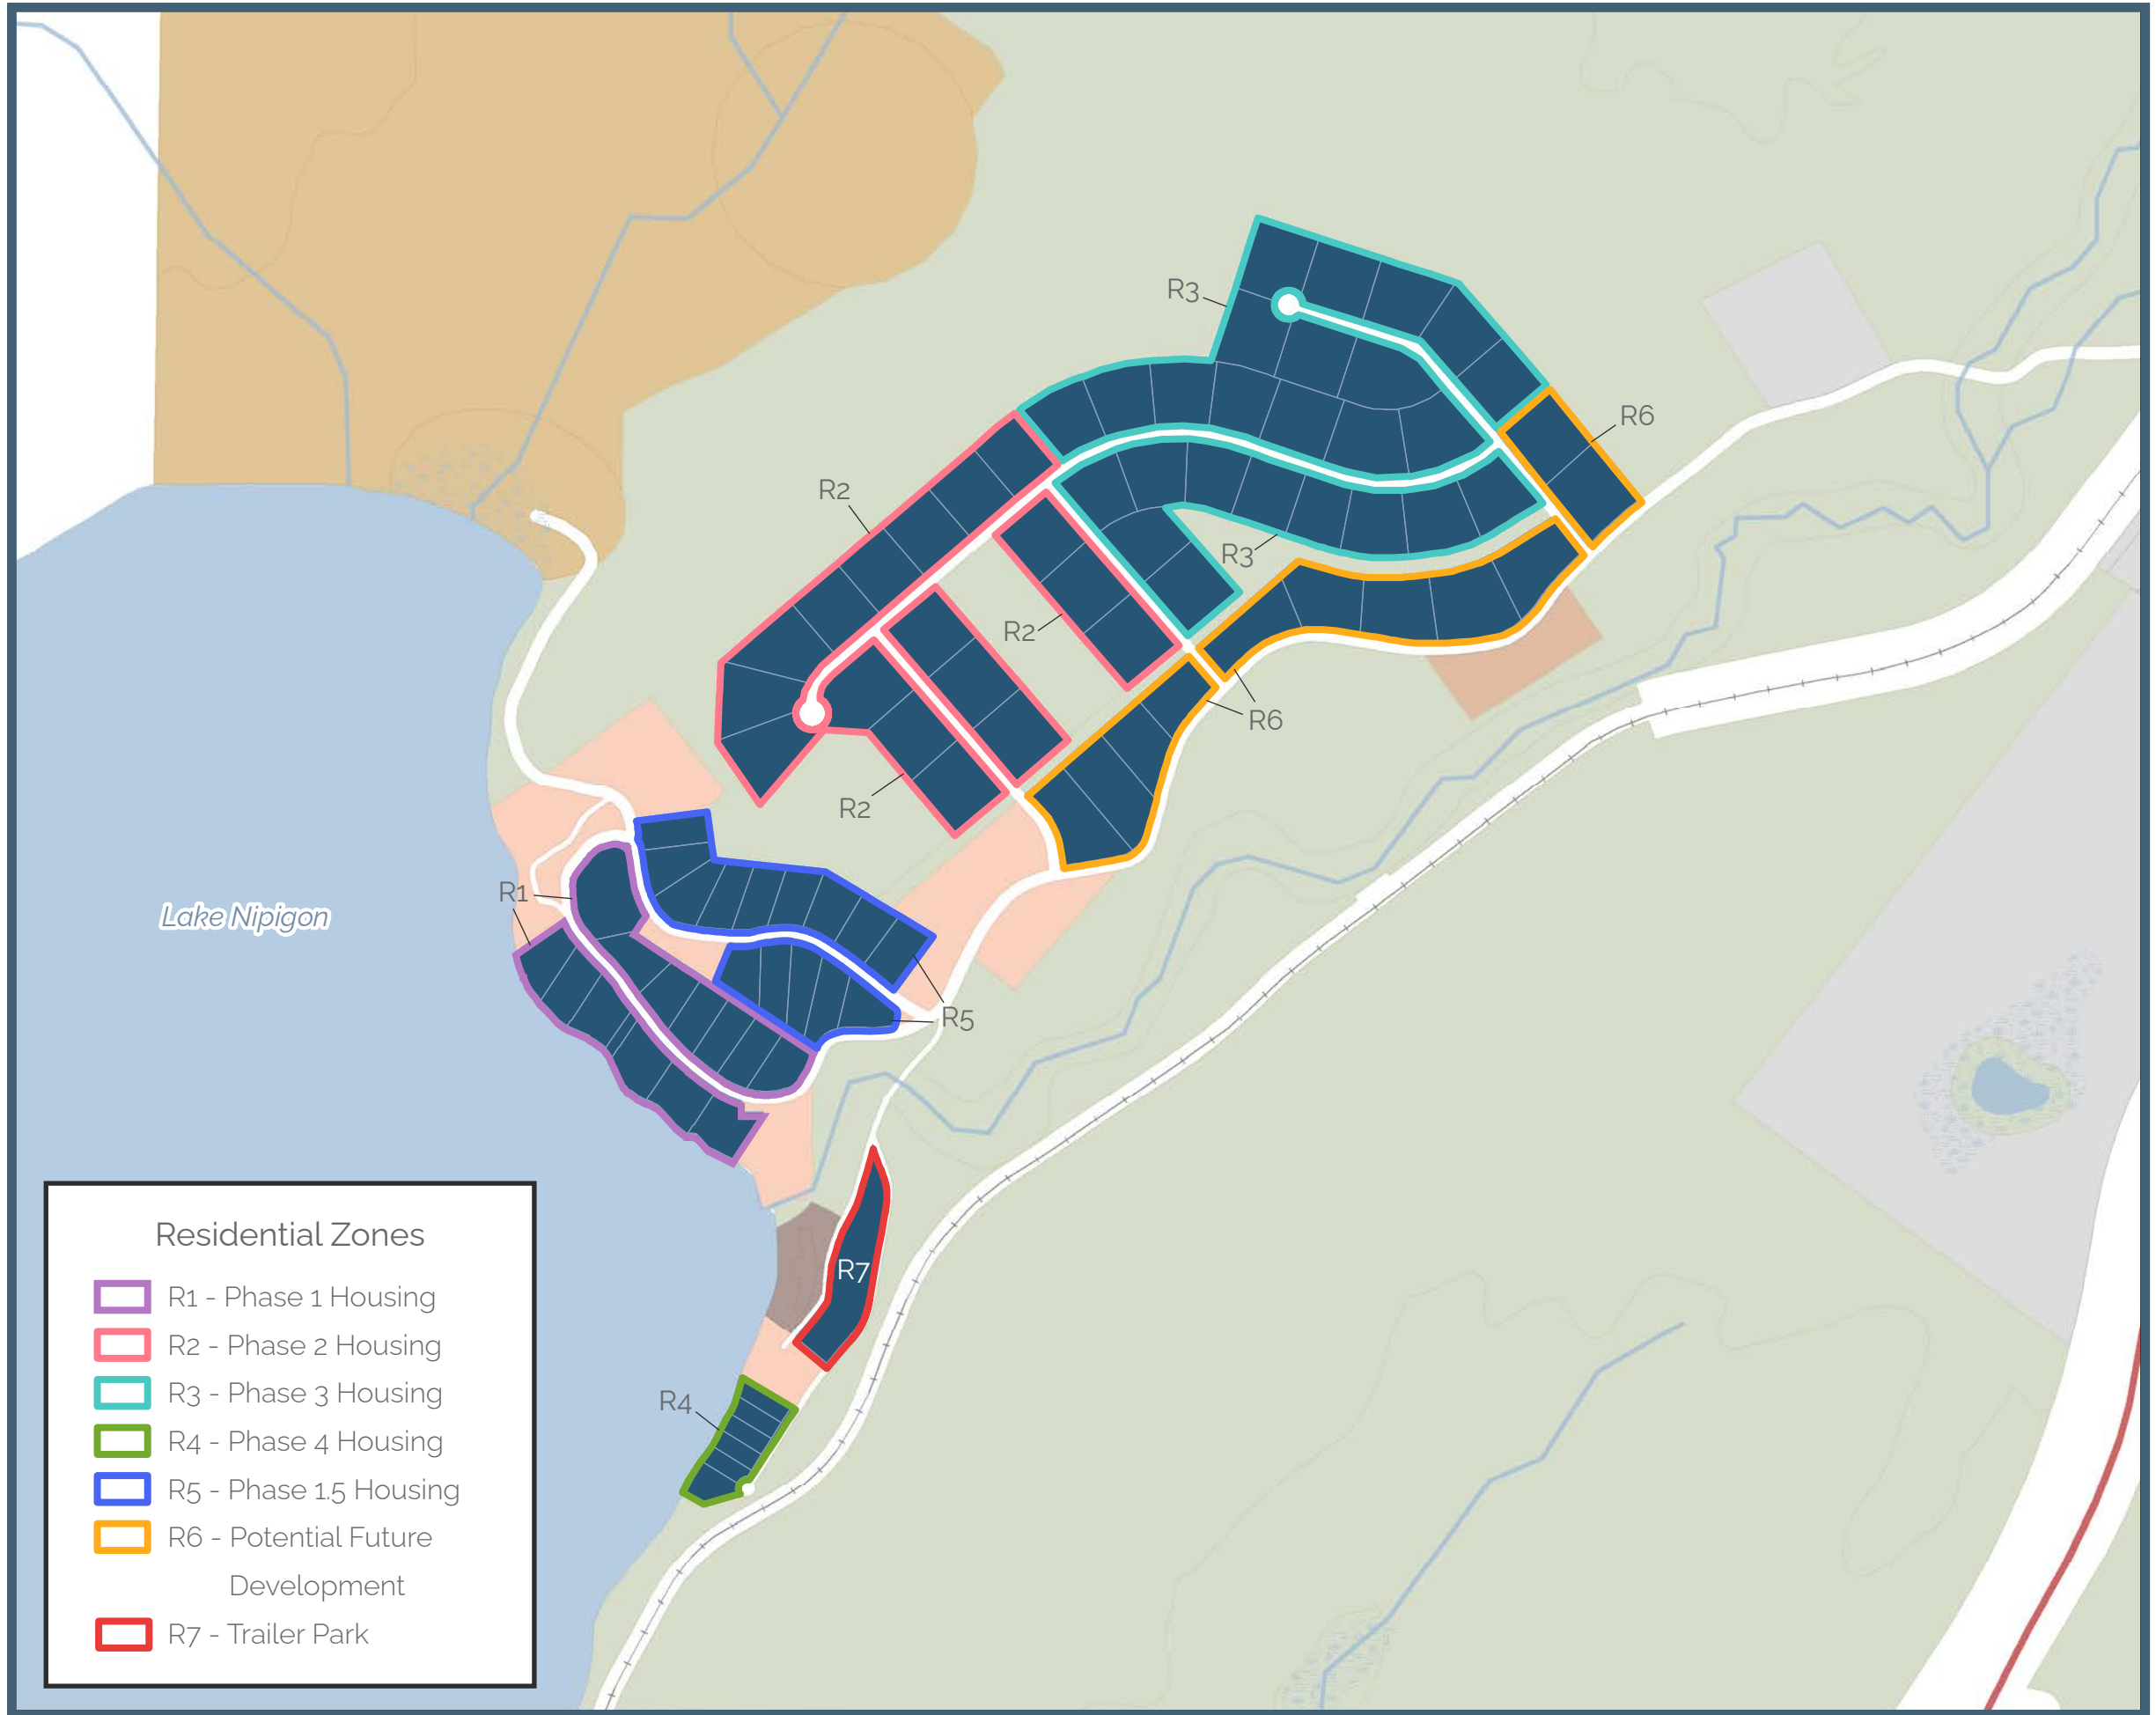 R3
R6
R2
R3
R2
R6
R2
R1
Lake Nipigon
R5
R7
R4
Residential Zones
R1 - Phase 1 Housing
R2 - Phase 2 Housing
R3 - Phase 3 Housing
R4 - Phase 4 Housing
R5 - Phase 1.5 Housing
R6 - Potential Future
Development
R7 - Trailer Park